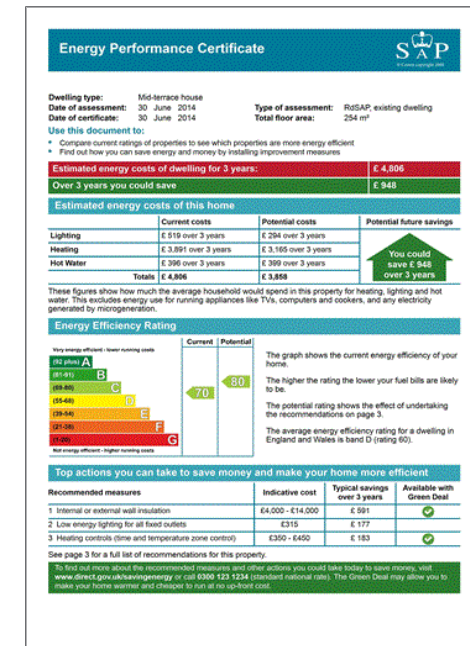 Energy Performance Certificate
SAP
© Crown copyright 2009
Dwelling type: Mid-terrace house
Date of assessment: 30 June 2014 Type of assessment: RdSAP, existing dwelling
Date of certificate: 30 June 2014 Total floor area: 254 m²
Use this document to:
• Compare current ratings of properties to see which properties are more energy efficient
• Find out how you can save energy and money by installing improvement measures
Estimated energy costs of dwelling for 3 years: £ 4,806
Over 3 years you could save £ 948
Estimated energy costs of this home
Current costs Potential costs Potential future savings
Lighting £ 519 over 3 years £ 294 over 3 years
Heating £ 3,891 over 3 years £ 3,165 over 3 years
Hot Water £ 396 over 3 years £ 399 over 3 years
Totals £ 4,806 £ 3,858
You could
save £ 948
over 3 years
These figures show how much the average household would spend in this property for heating, lighting and hot
water. This excludes energy use for running appliances like TVs, computers and cookers, and any electricity
generated by microgeneration.
Energy Efficiency Rating
Current Potential
Very energy efficient - lower running costs
(92 plus) A
(81-91) B
(69-80) C
(55-68) D
(39-54) E
(21-38) F
(1-20) G
Not energy efficient - higher running costs
70
80
The graph shows the current energy efficiency of your
home.
The higher the rating the lower your fuel bills are likely
to be.
The potential rating shows the effect of undertaking
the recommendations on page 3.
The average energy efficiency rating for a dwelling in
England and Wales is band D (rating 60).
Top actions you can take to save money and make your home more efficient
Recommended measures Indicative cost Typical savings over 3 years Available with Green Deal
1 Internal or external wall insulation £4,000 - £14,000 £ 591
2 Low energy lighting for all fixed outlets £315 £ 177
3 Heating controls (time and temperature zone control) £350 - £450 £ 183
See page 3 for a full list of recommendations for this property.
To find out more about the recommended measures and other actions you could take today to save money, visit
www.direct.gov.uk/savingenergy or call 0300 123 1234 (standard national rate). The Green Deal may allow you to
make your home warmer and cheaper to run at no up-front cost.